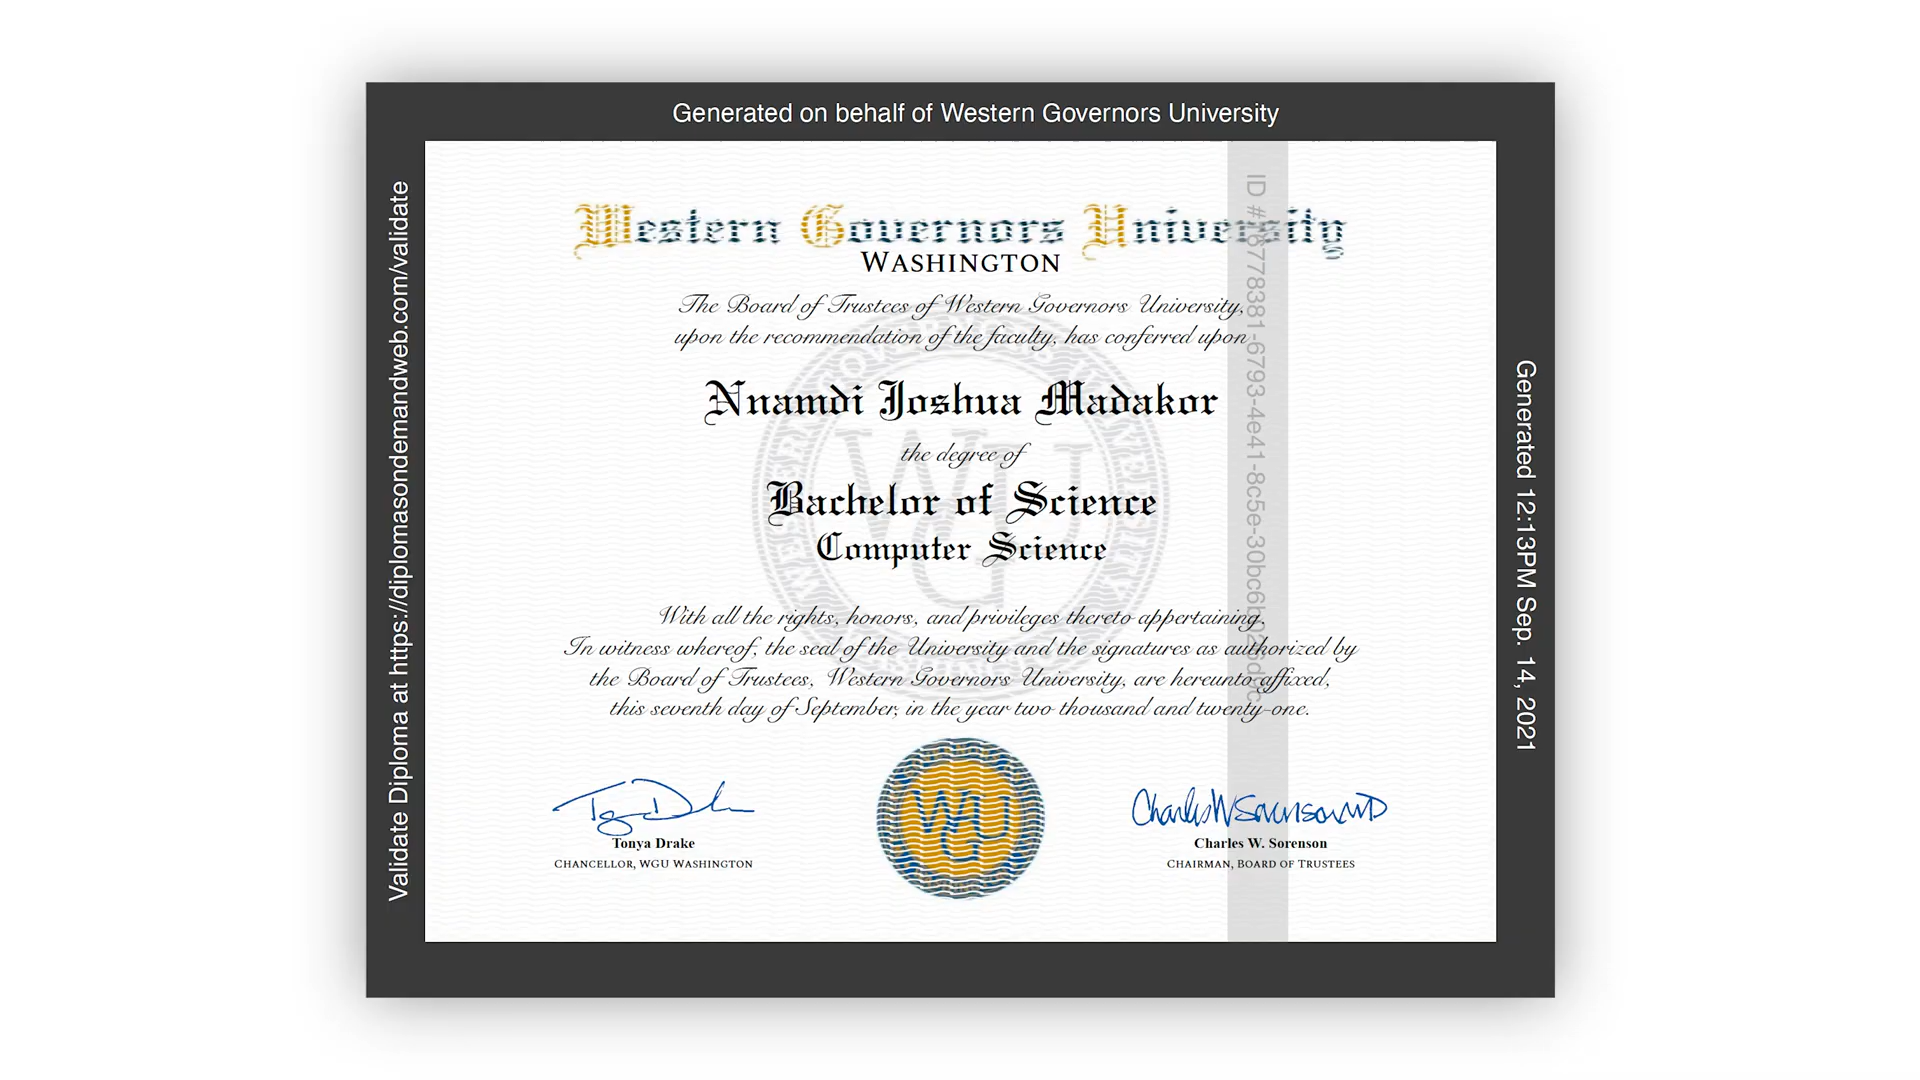 Generated on behalf of Western Governors University
Validate Diploma at https://diplomasondemandweb.com/validate
Western Governors University
WASHINGTON
The Board of Trustees of Western Governors University,
upon the recommendation of the faculty, has conferred upon
Nnamdi Joshua Madakor
the degree of
Bachelor of Science
Computer Science
With all the rights, honors, and privileges thereto appertaining.
In witness whereof, the seal of the University and the signatures as authorized by
the Board of Trustees, Western Governors University, are hereunto affixed,
this seventh day of September, in the year two thousand and twenty-one.
WGU
Tonya Drake
CHANCELLOR, WGU WASHINGTON
Charles W Sorenson MD
Charles W. Sorenson
CHAIRMAN, BOARD OF TRUSTEES
Generated 12:13PM Sep. 14, 2021